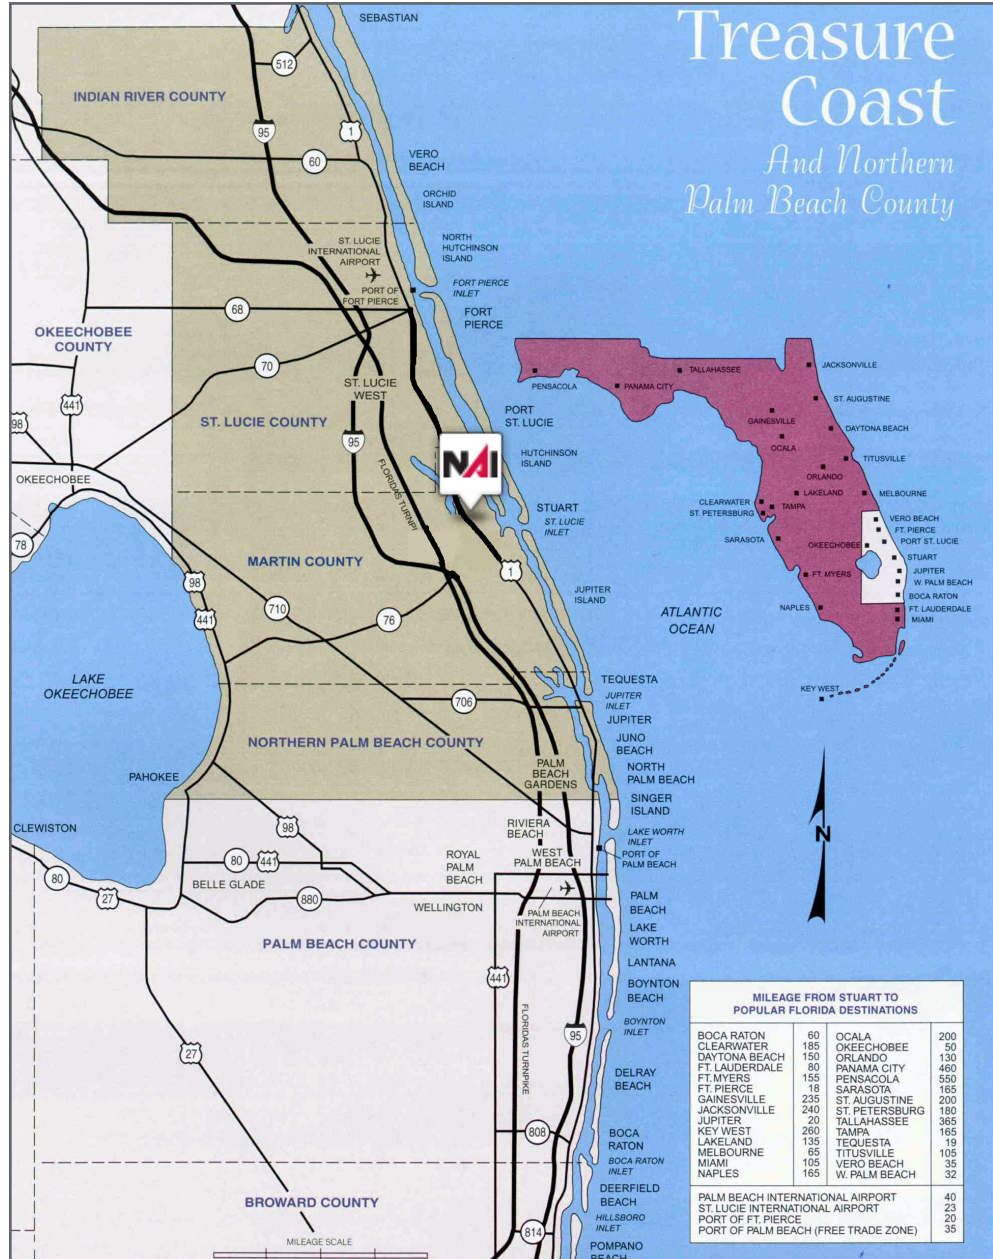 Treasure
Coast
And Northern
Palm Beach County
SEBASTIAN
512
INDIAN RIVER COUNTY
95
1
60
VERO
BEACH
ORCHID
ISLAND
ST. LUCIE
INTERNATIONAL
AIRPORT
NORTH
HUTCHINSON
ISLAND
PORT OF
FORT PIERCE
FORT PIERCE
INLET
68
FORT
PIERCE
OKEECHOBEE
COUNTY
70
ST. LUCIE
WEST
441
98
ST. LUCIE COUNTY
PORT
ST. LUCIE
95
NAI
HUTCHINSON
ISLAND
FLORIDAS TURNPI
OKEECHOBEE
STUART
ST. LUCIE
INLET
78
MARTIN COUNTY
98
1
441
710
76
JUPITER
ISLAND
ATLANTIC
OCEAN
LAKE
OKEECHOBEE
TEQUESTA
JUPITER
INLET
706
JUPITER
NORTHERN PALM BEACH COUNTY
JUNO
BEACH
PAHOKEE
PALM
BEACH
GARDENS
NORTH
PALM BEACH
SINGER
ISLAND
CLEWISTON
98
RIVIERA
BEACH
LAKE WORTH
INLET
PORT OF
PALM BEACH
ROYAL
PALM
BEACH
WEST
PALM BEACH
80
441
80
27
BELLE GLADE
880
WELLINGTON
PALM BEACH
INTERNATIONAL
AIRPORT
PALM
BEACH
LAKE
WORTH
PALM BEACH COUNTY
LANTANA
441
BOYNTON
BEACH
FLORIDAS TURNPIKE
BOYNTON
INLET
95
27
DELRAY
BEACH
808
BOCA
RATON
BOCA RATON
INLET
BROWARD COUNTY
DEERFIELD
BEACH
HILLSBORO
INLET
814
MILEAGE SCALE
POMPANO
BEACH
JACKSONVILLE
TALLAHASSEE
PENSACOLA
PANAMA CITY
ST. AUGUSTINE
GAINESVILLE
DAYTONA BEACH
OCALA
TITUSVILLE
ORLANDO
LAKELAND
MELBOURNE
CLEARWATER
TAMPA
ST. PETERSBURG
VERO BEACH
FT. PIERCE
SARASOTA
OKEECHOBEE
PORT ST. LUCIE
STUART
FT. MYERS
JUPITER
W. PALM BEACH
BOCA RATON
NAPLES
FT. LAUDERDALE
MIAMI
KEY WEST
N
MILEAGE FROM STUART TO
POPULAR FLORIDA DESTINATIONS
BOCA RATON 60 OCALA 200
CLEARWATER 185 OKEECHOBEE 50
DAYTONA BEACH 150 ORLANDO 130
FT. LAUDERDALE 80 PANAMA CITY 460
FT.MYERS 155 PENSACOLA 550
FT. PIERCE 18 SARASOTA 165
GAINESVILLE 235 ST. AUGUSTINE 200
JACKSONVILLE 240 ST. PETERSBURG 180
JUPITER 20 TALLAHASSEE 365
KEY WEST 260 TAMPA 165
LAKELAND 135 TEQUESTA 19
MELBOURNE 65 TITUSVILLE 105
MIAMI 105 VERO BEACH 35
NAPLES 165 W. PALM BEACH 32
PALM BEACH INTERNATIONAL AIRPORT 40
ST. LUCIE INTERNATIONAL AIRPORT 23
PORT OF FT. PIERCE 20
PORT OF PALM BEACH (FREE TRADE ZONE) 35